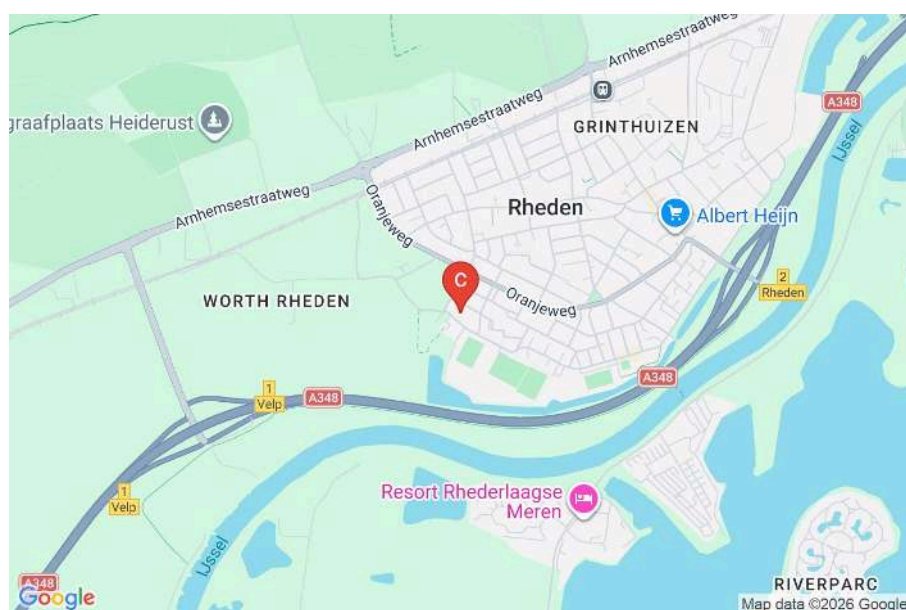 Arnhemsestraatweg
A348
IJssel
graafplaats Heiderust
Arnhemsestraatweg
GRINTHUIZEN
Arnhemsestraatweg
Oranjeweg
Rheden
Albert Heijn
C
WORTH RHEDEN
Oranjeweg
2
Rheden
A348
1
Velp
A348
1
Velp
Resort Rhederlaagse
Meren
IJssel
A348
Google
RIVERPARC
Map data ©2026 Google